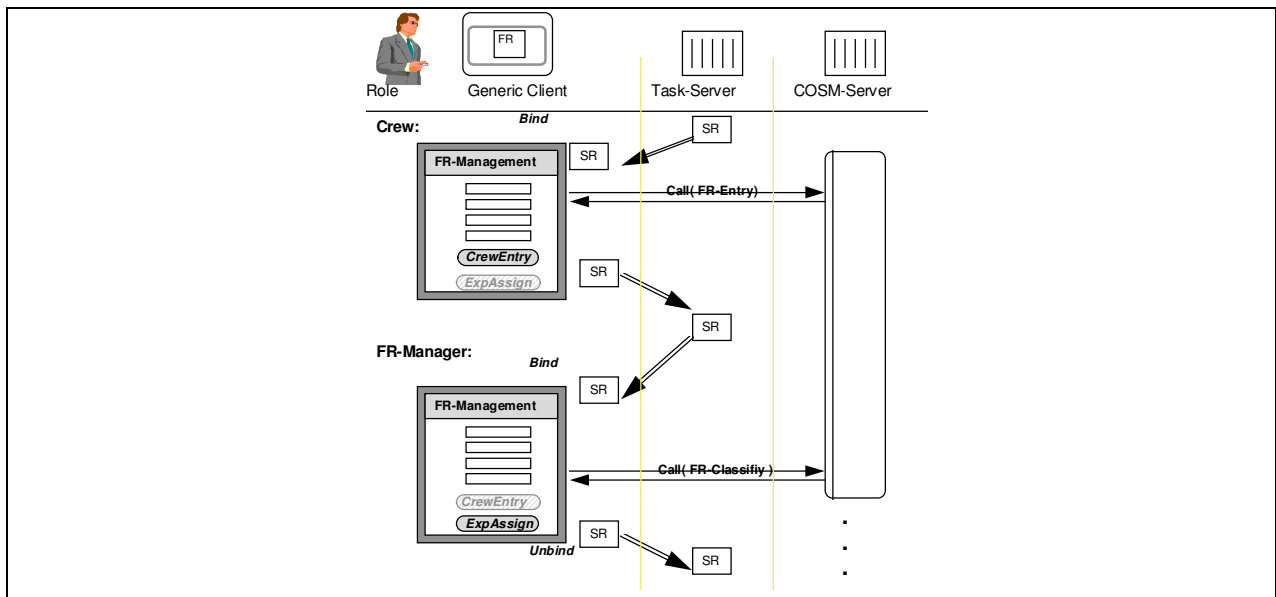 FR
Role Generic Client Task-Server COSM-Server
Crew:
Bind
SR
SR
FR-Management
Call( FR-Entry)
CrewEntry
SR
ExpAssign
SR
FR-Manager:
Bind
SR
FR-Management
Call( FR-Classifiy )
CrewEntry
ExpAssign
SR
Unbind
SR